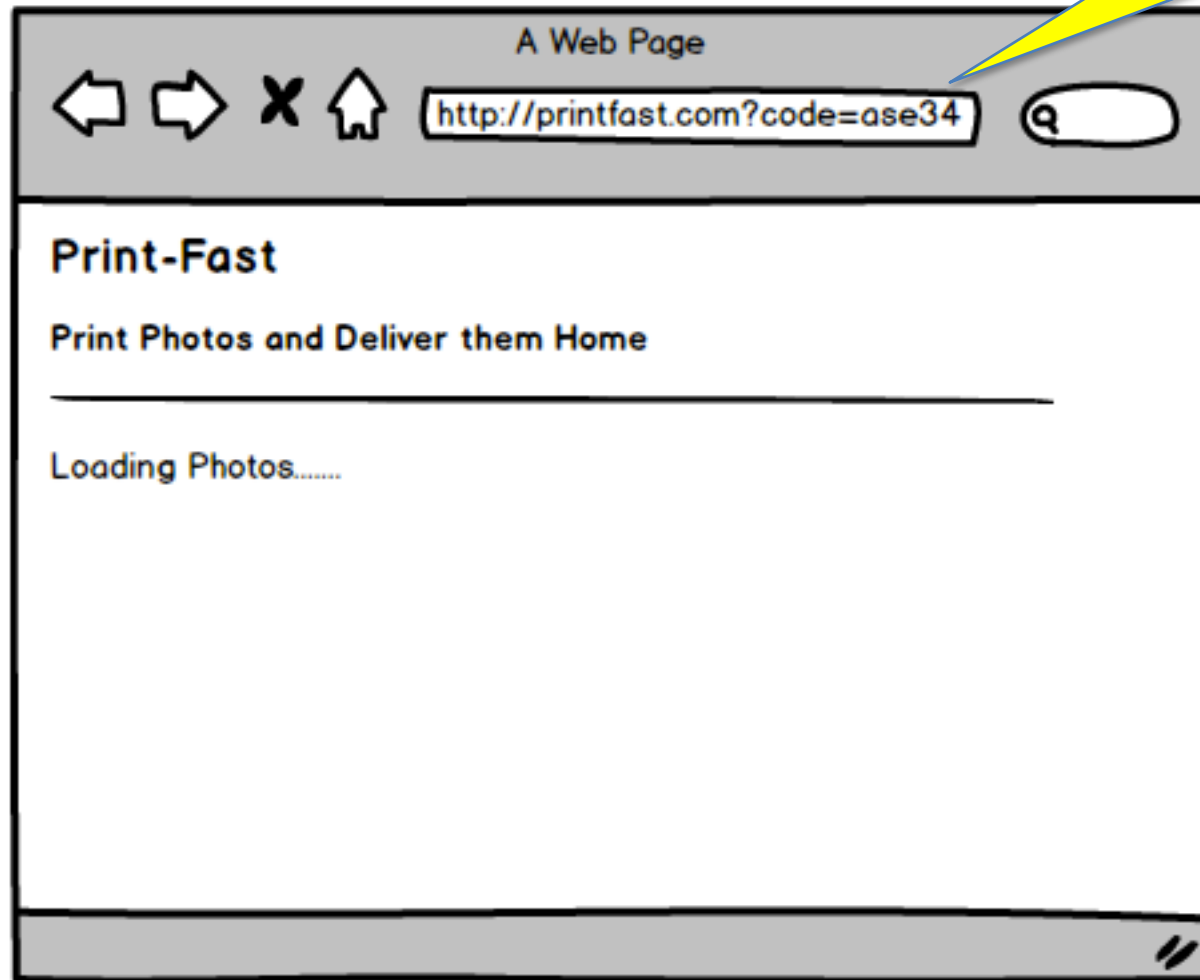 A Web Page
http://printfast.com?code=ase34
Print-Fast
Print Photos and Deliver them Home
Loading Photos.......